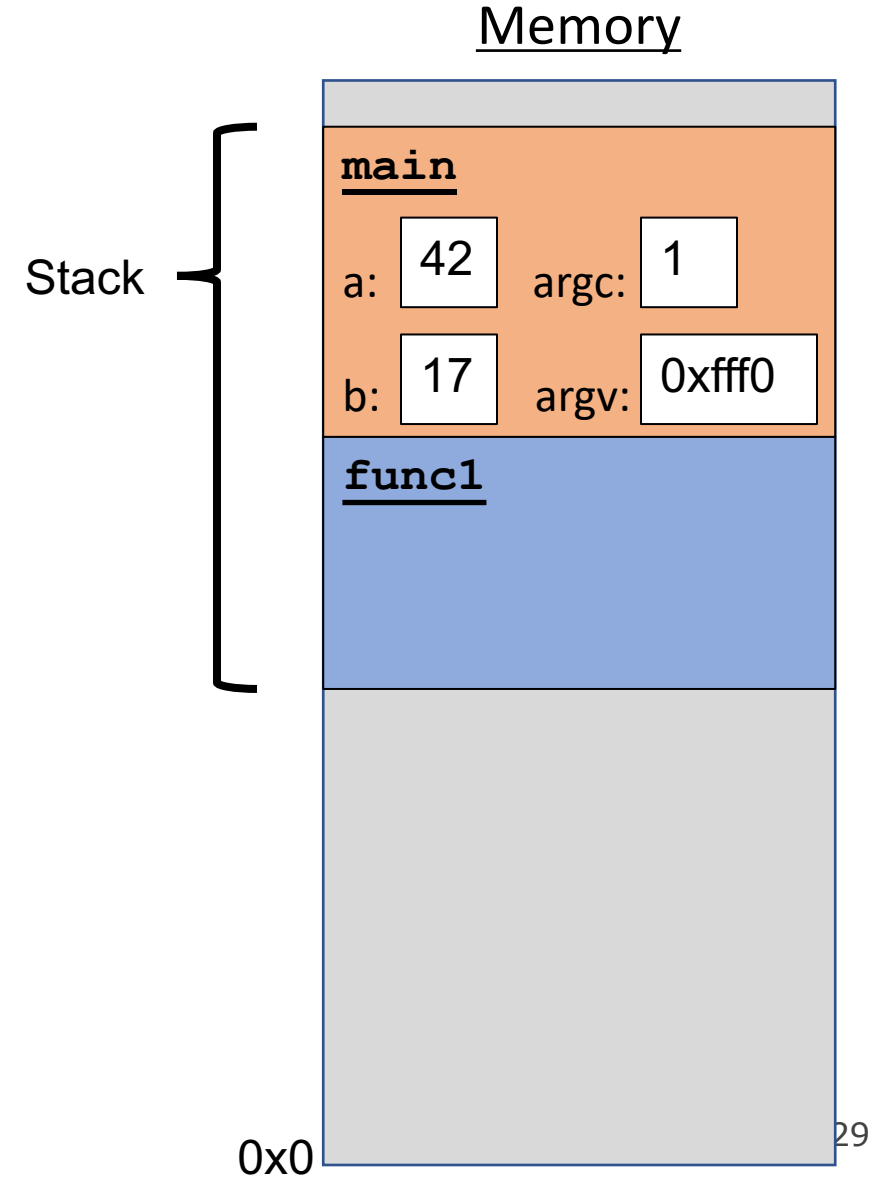 Memory
main
Stack
a: 42 argc: 1
b: 17 argv: 0xfff0
func1
0x0
29